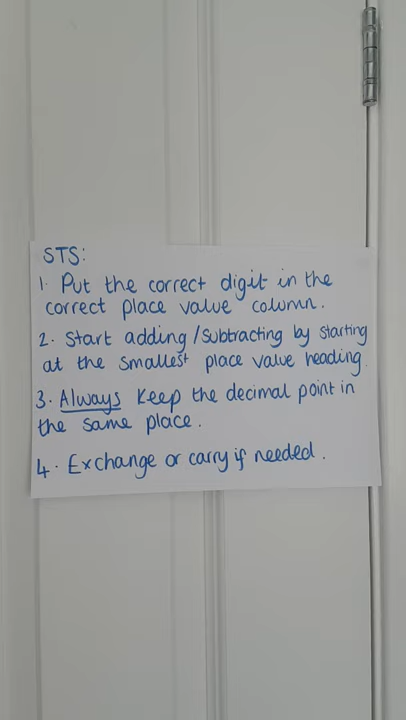 STS:
1. Put the correct digit in the
correct place value column.
2. Start adding/Subtracting by starting
at the smallest place value heading
3. Always keep the decimal point in
the same place.
4. Exchange or carry if needed.